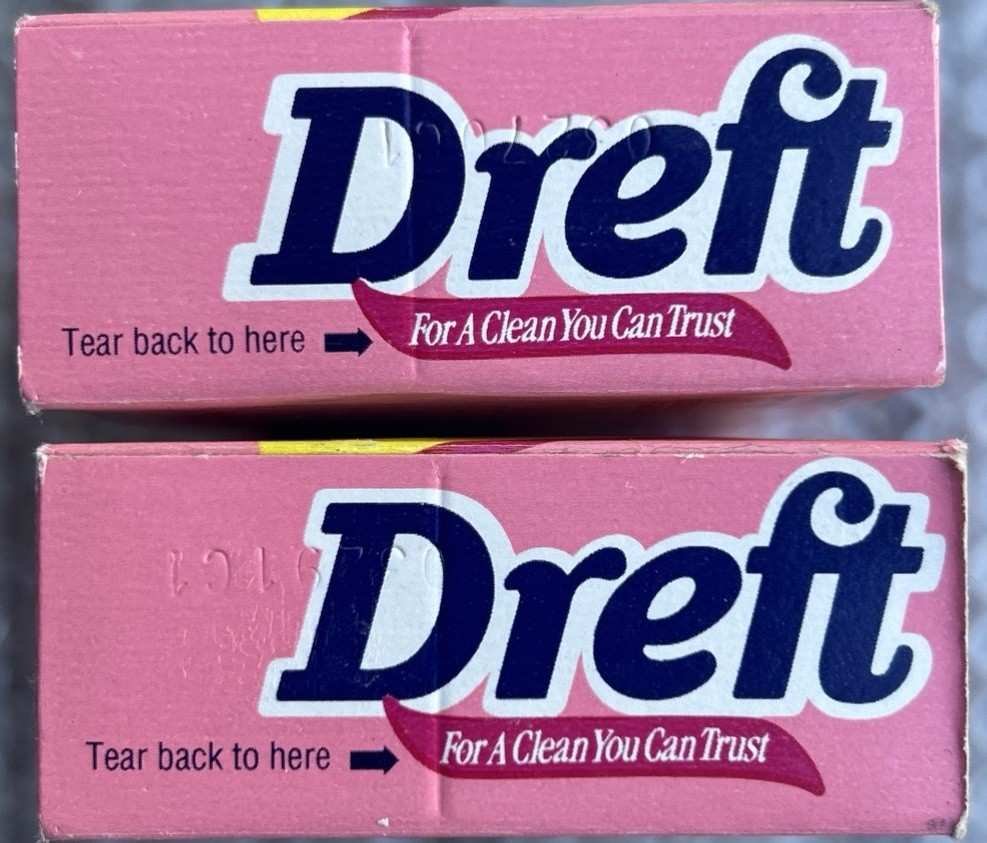 Dreft
For A Clean You Can Trust
Tear back to here
Dreft
For A Clean You Can Trust
Tear back to here